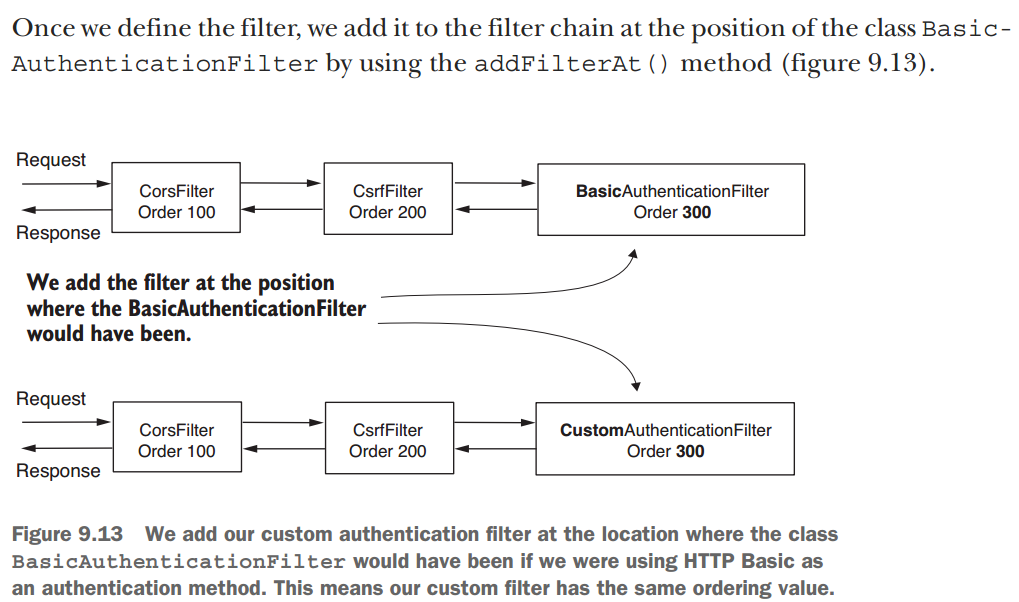 Once we define the filter, we add it to the filter chain at the position of the class Basic-
AuthenticationFilter by using the addFilterAt() method (figure 9.13).
Request
Response
CorsFilter
Order 100
CsrfFilter
Order 200
BasicAuthenticationFilter
Order 300
We add the filter at the position
where the BasicAuthenticationFilter
would have been.
Request
Response
CorsFilter
Order 100
CsrfFilter
Order 200
CustomAuthenticationFilter
Order 300
Figure 9.13 We add our custom authentication filter at the location where the class
BasicAuthenticationFilter would have been if we were using HTTP Basic as
an authentication method. This means our custom filter has the same ordering value.